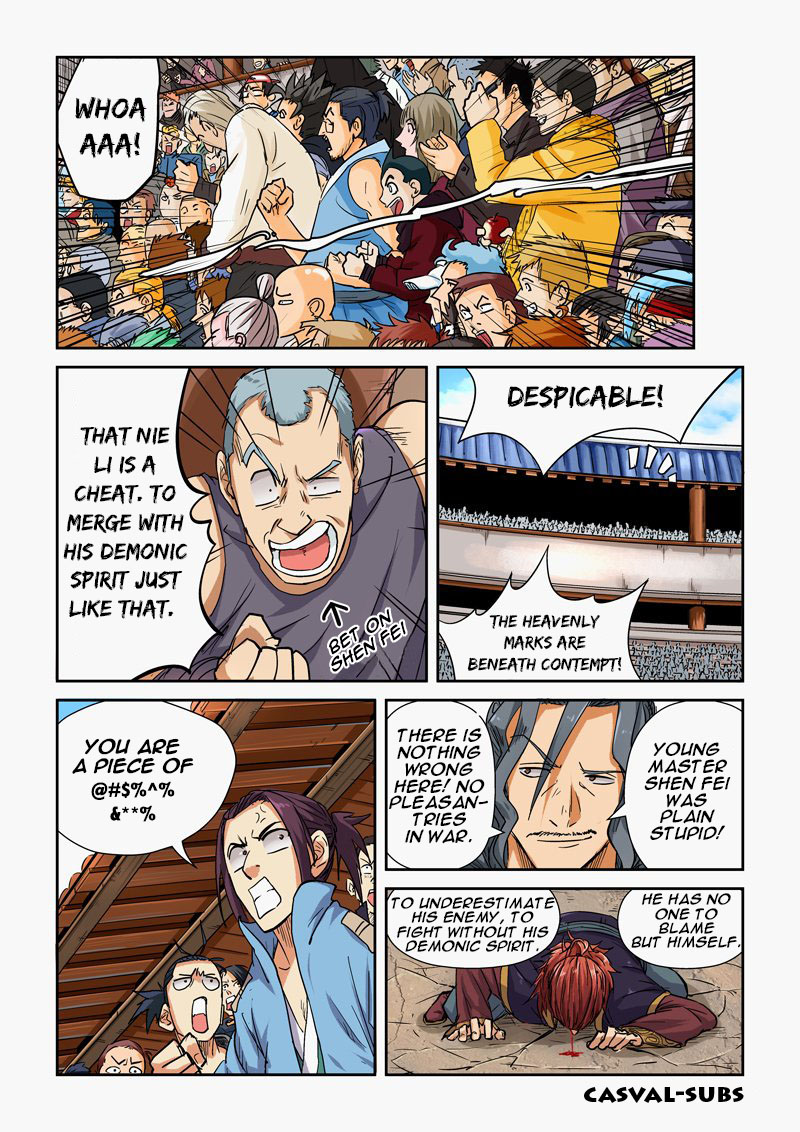 WHOA
AAA!
THAT NIE
LI IS A
CHEAT. TO
MERGE WITH
HIS DEMONIC
SPIRIT JUST
LIKE THAT.
BET ON
SHEN FEI
DESPICABLE!
THE HEAVENLY
MARKS ARE
BENEATH CONTEMPT!
YOU ARE
A PIECE OF
@#$%^%
&**%
YOUNG
MASTER
SHEN FEI
WAS
PLAIN
STUPID!
THERE IS
NOTHING
WRONG
HERE! NO
PLEASAN-
TRIES
IN WAR.
HE HAS NO
ONE TO
BLAME
BUT HIMSELF.
TO UNDERESTIMATE
HIS ENEMY, TO
FIGHT WITHOUT HIS
DEMONIC SPIRIT.
CASVAL-SUBS